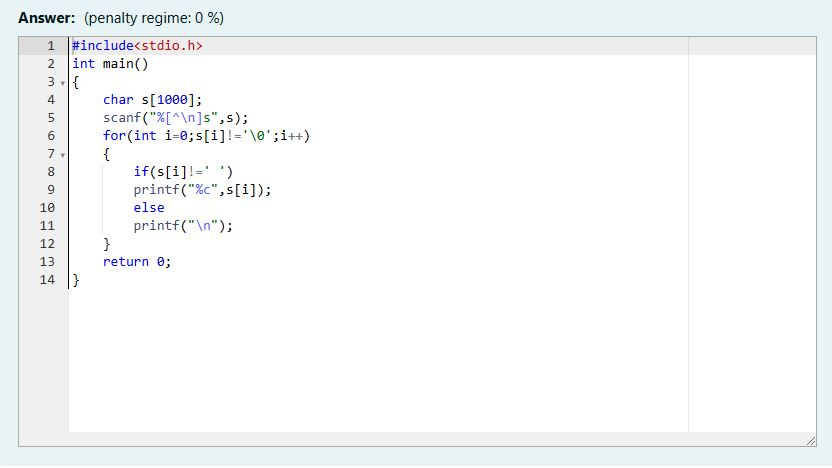 Answer: (penalty regime: 0 %)
1 #include<stdio.h>
2 int main()
3 {
4     char s[1000];
5     scanf("%[^\n]s",s);
6     for(int i=0;s[i]!='\0';i++)
7     {
8         if(s[i]!=' ')
9         printf("%c",s[i]);
10         else
11         printf("\n");
12     }
13     return 0;
14 }